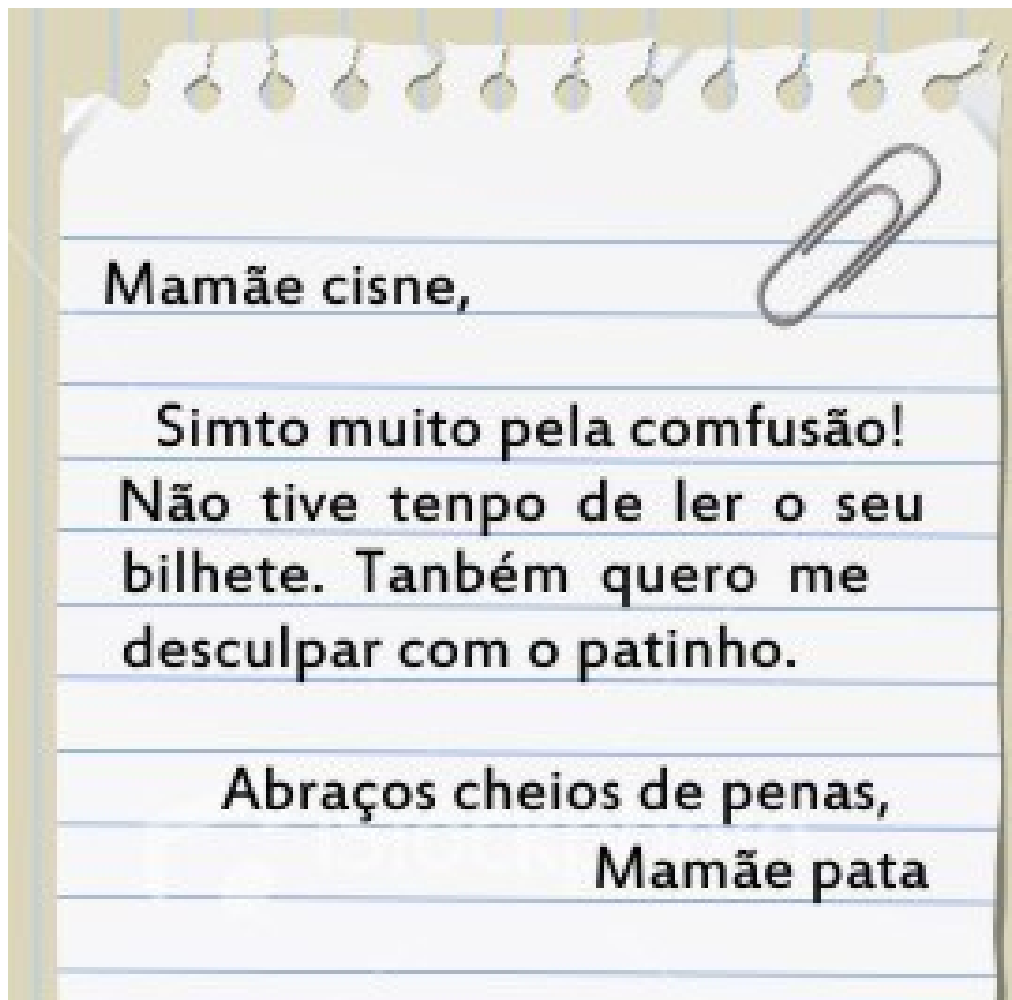 Mamãe cisne,
Simto muito pela comfusão!
Não tive tenpo de ler o seu
bilhete. Tanbém quero me
desculpar com o patinho.
Abraços cheios de penas,
Mamãe pata